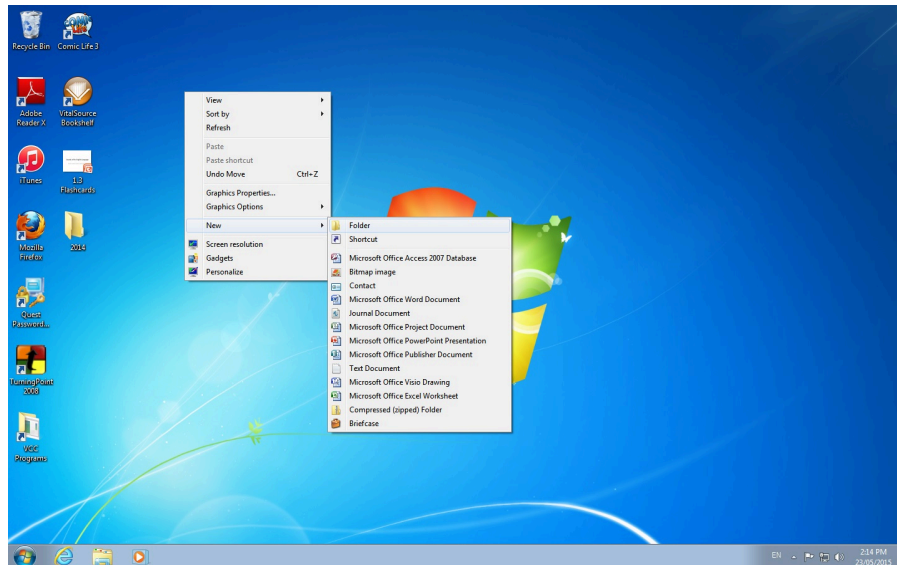 Recycle Bin
Comic Life 3
Adobe
Reader X
VitalSource
Bookshelf
iTunes
1.3
Flashcards
Mozilla
Firefox
2014
Quest
Password...
TurningPoint
2008
VCC
Programs
View
Sort by
Refresh
Paste
Paste shortcut
Undo Move Ctrl+Z
Graphics Properties...
Graphics Options
New
Screen resolution
Gadgets
Personalize
Folder
Shortcut
Microsoft Office Access 2007 Database
Bitmap image
Contact
Microsoft Office Word Document
Journal Document
Microsoft Office Project Document
Microsoft Office PowerPoint Presentation
Microsoft Office Publisher Document
Text Document
Microsoft Office Visio Drawing
Microsoft Office Excel Worksheet
Compressed (zipped) Folder
Briefcase
EN
2:14 PM
23/05/2015